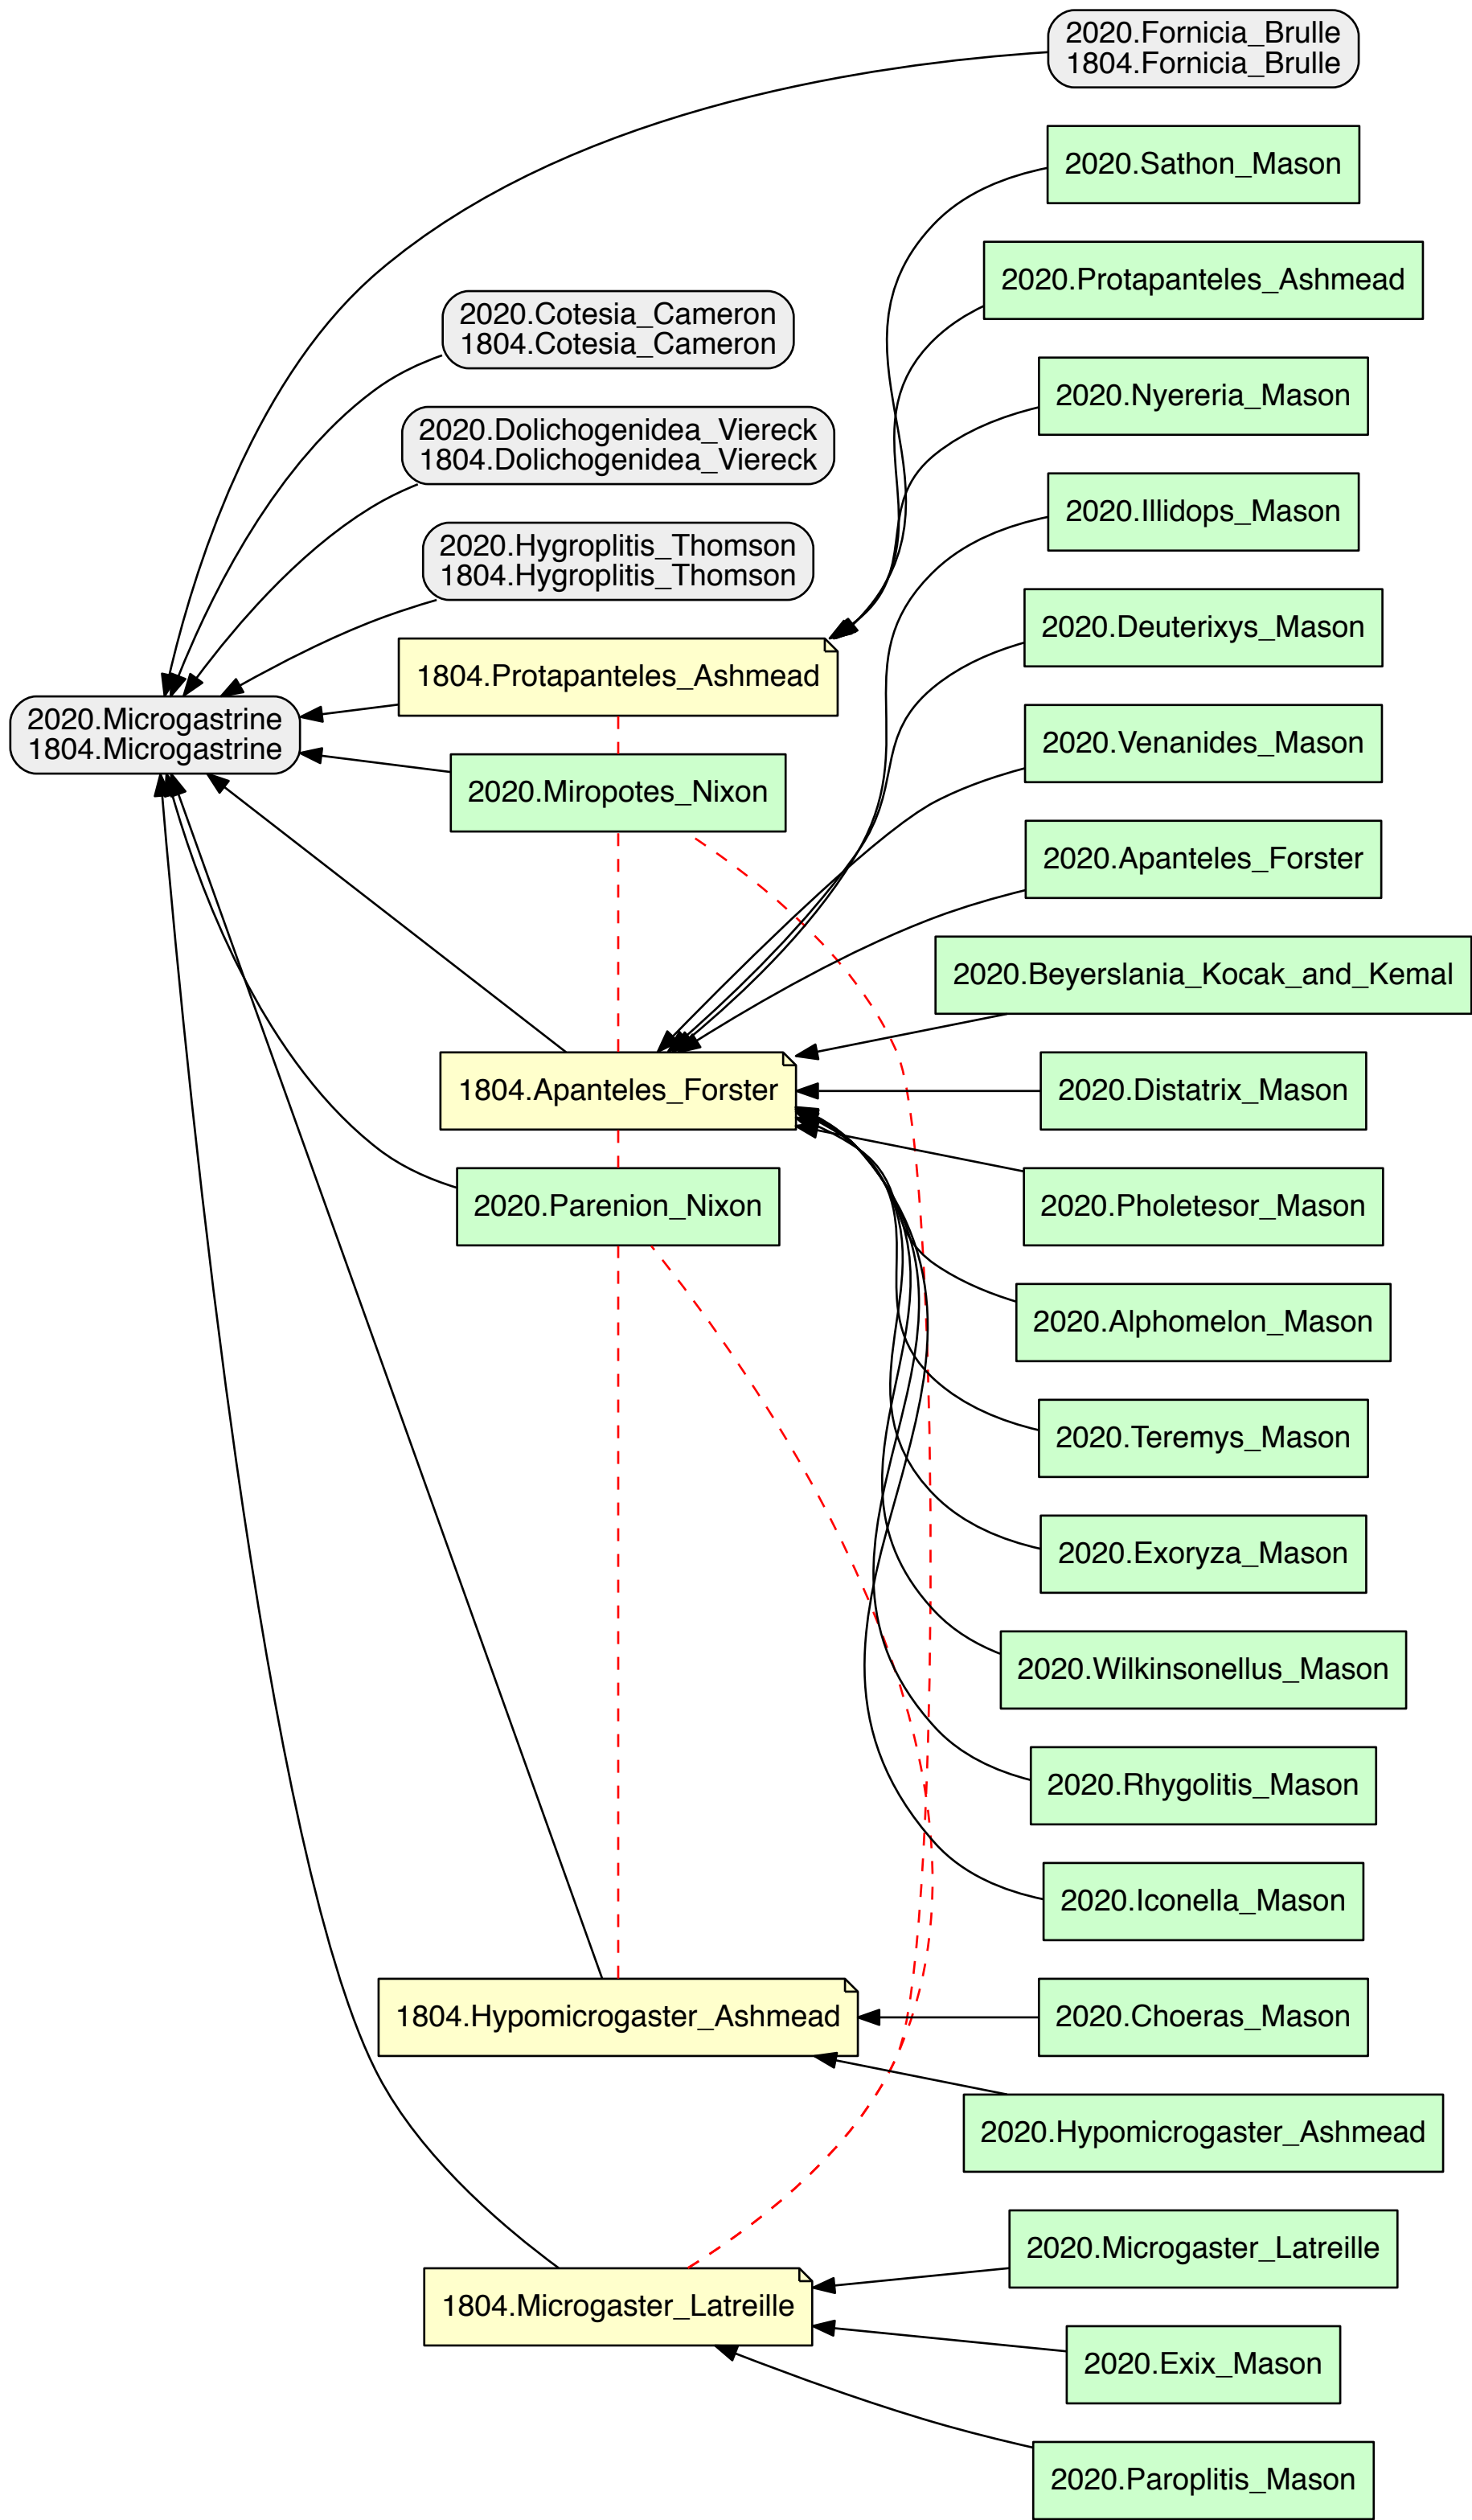 2020.Fornicia_Brulle
1804.Fornicia_Brulle
2020.Sathon_Mason
2020.Protapanteles_Ashmead
2020.Cotesia_Cameron
1804.Cotesia_Cameron
2020.Nyereria_Mason
2020.Dolichogenidea_Viereck
1804.Dolichogenidea_Viereck
2020.Illidops_Mason
2020.Hygroplitis_Thomson
1804.Hygroplitis_Thomson
2020.Deuterixys_Mason
1804.Protapanteles_Ashmead
2020.Microgastrine
1804.Microgastrine
2020.Venanides_Mason
2020.Miropotes_Nixon
2020.Apanteles_Forster
2020.Beyerslania_Kocak_and_Kemal
1804.Apanteles_Forster
2020.Distatrix_Mason
2020.Parenion_Nixon
2020.Pholetesor_Mason
2020.Alphomelon_Mason
2020.Teremys_Mason
2020.Exoryza_Mason
2020.Wilkinsonellus_Mason
2020.Rhygolitis_Mason
2020.Iconella_Mason
1804.Hypomicrogaster_Ashmead
2020.Choeras_Mason
2020.Hypomicrogaster_Ashmead
2020.Microgaster_Latreille
1804.Microgaster_Latreille
2020.Exix_Mason
2020.Paroplitis_Mason